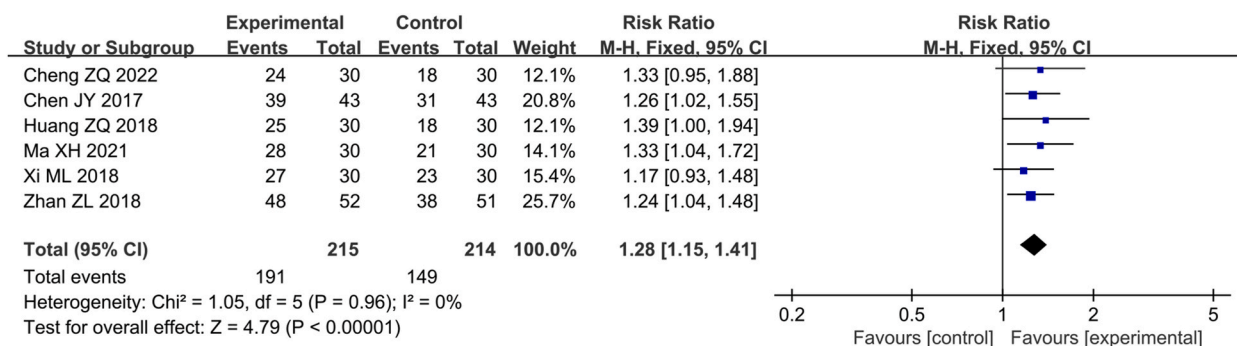 Experimental Control Risk Ratio Risk Ratio
Study or Subgroup Events Total Events Total Weight M-H, Fixed, 95% CI M-H, Fixed, 95% CI
Cheng ZQ 2022 24 30 18 30 12.1% 1.33 [0.95, 1.88]
Chen JY 2017 39 43 31 43 20.8% 1.26 [1.02, 1.55]
Huang ZQ 2018 25 30 18 30 12.1% 1.39 [1.00, 1.94]
Ma XH 2021 28 30 21 30 14.1% 1.33 [1.04, 1.72]
Xi ML 2018 27 30 23 30 15.4% 1.17 [0.93, 1.48]
Zhan ZL 2018 48 52 38 51 25.7% 1.24 [1.04, 1.48]
Total (95% CI) 215 214 100.0% 1.28 [1.15, 1.41]
Total events 191 149
Heterogeneity: Chi² = 1.05, df = 5 (P = 0.96); I² = 0%
Test for overall effect: Z = 4.79 (P < 0.00001)
0.2 0.5 1 2 5
Favours [control] Favours [experimental]